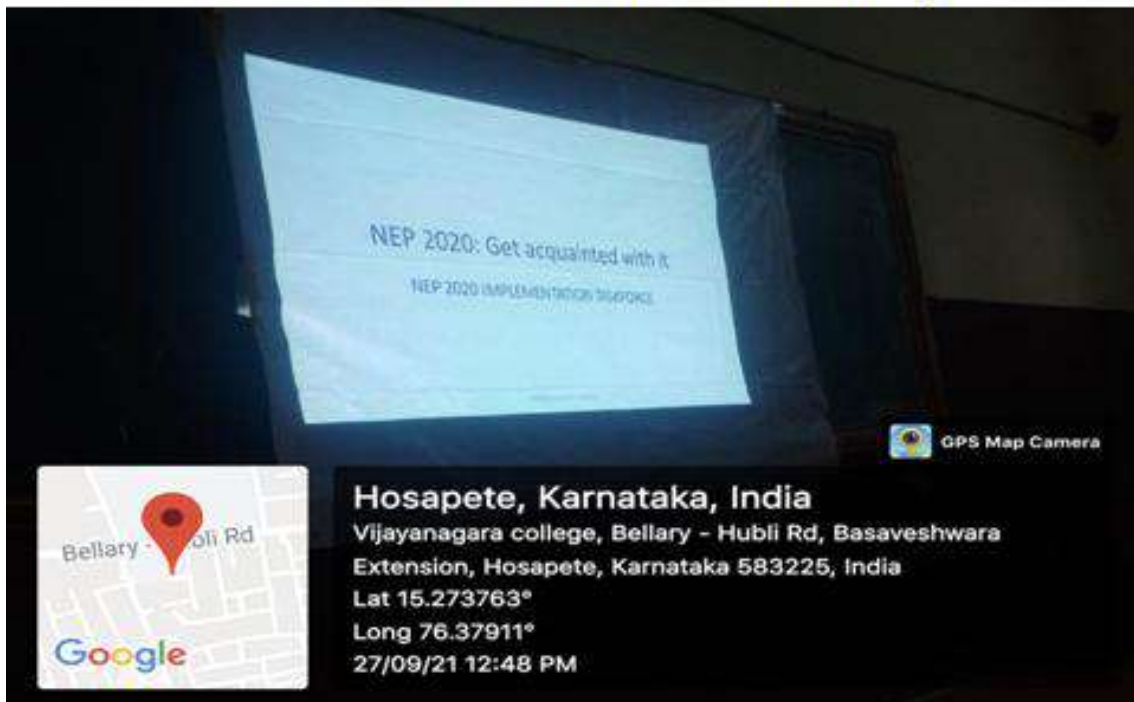 NEP 2020: Get acquainted with it
NEP 2020 IMPLEMENTATION TASKFORCE
GPS Map Camera
Hosapete, Karnataka, India
Vijayanagara college, Bellary - Hubli Rd, Basaveshwara
Extension, Hosapete, Karnataka 583225, India
Lat 15.273763°
Long 76.37911°
27/09/21 12:48 PM
Bellary - Rd
Google